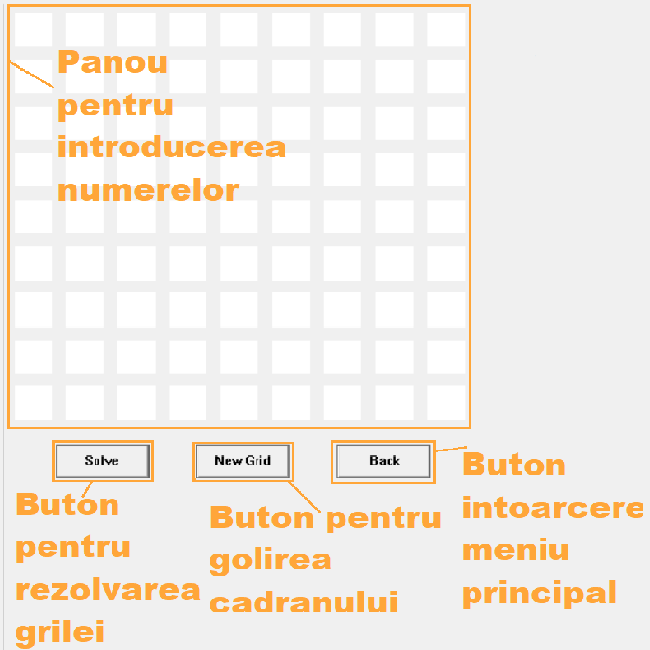 Panou
pentru
introducerea
numerelor
Solve
New Grid
Back
Buton
pentru
rezolvarea
grilei
Buton pentru
golirea
cadranului
Buton
intoarcere
meniu
principal